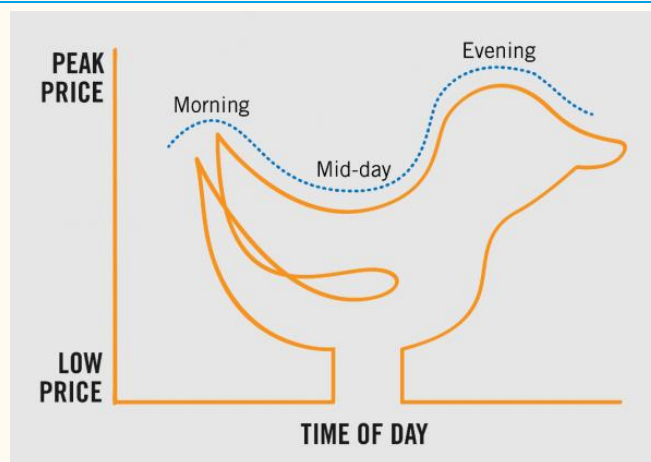 PEAK
PRICE
Morning
Mid-day
Evening
LOW
PRICE
TIME OF DAY